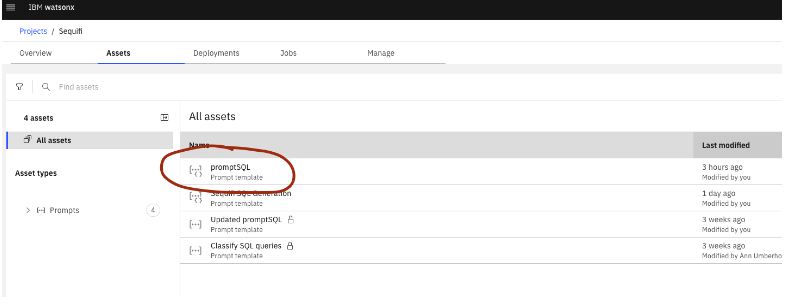 IBM watsonx
Projects / Sequifi
Overview Assets Deployments Jobs Manage
Find assets
4 assets
All assets
Asset types
Prompts 4
All assets
Name Last modified
promptSQL 3 hours ago
Prompt template Modified by you
Sequifi SQL Generation 1 day ago
Prompt template Modified by you
Updated promptSQL 3 weeks ago
Prompt template Modified by you
Classify SQL queries 3 weeks ago
Prompt template Modified by Ann Umberho